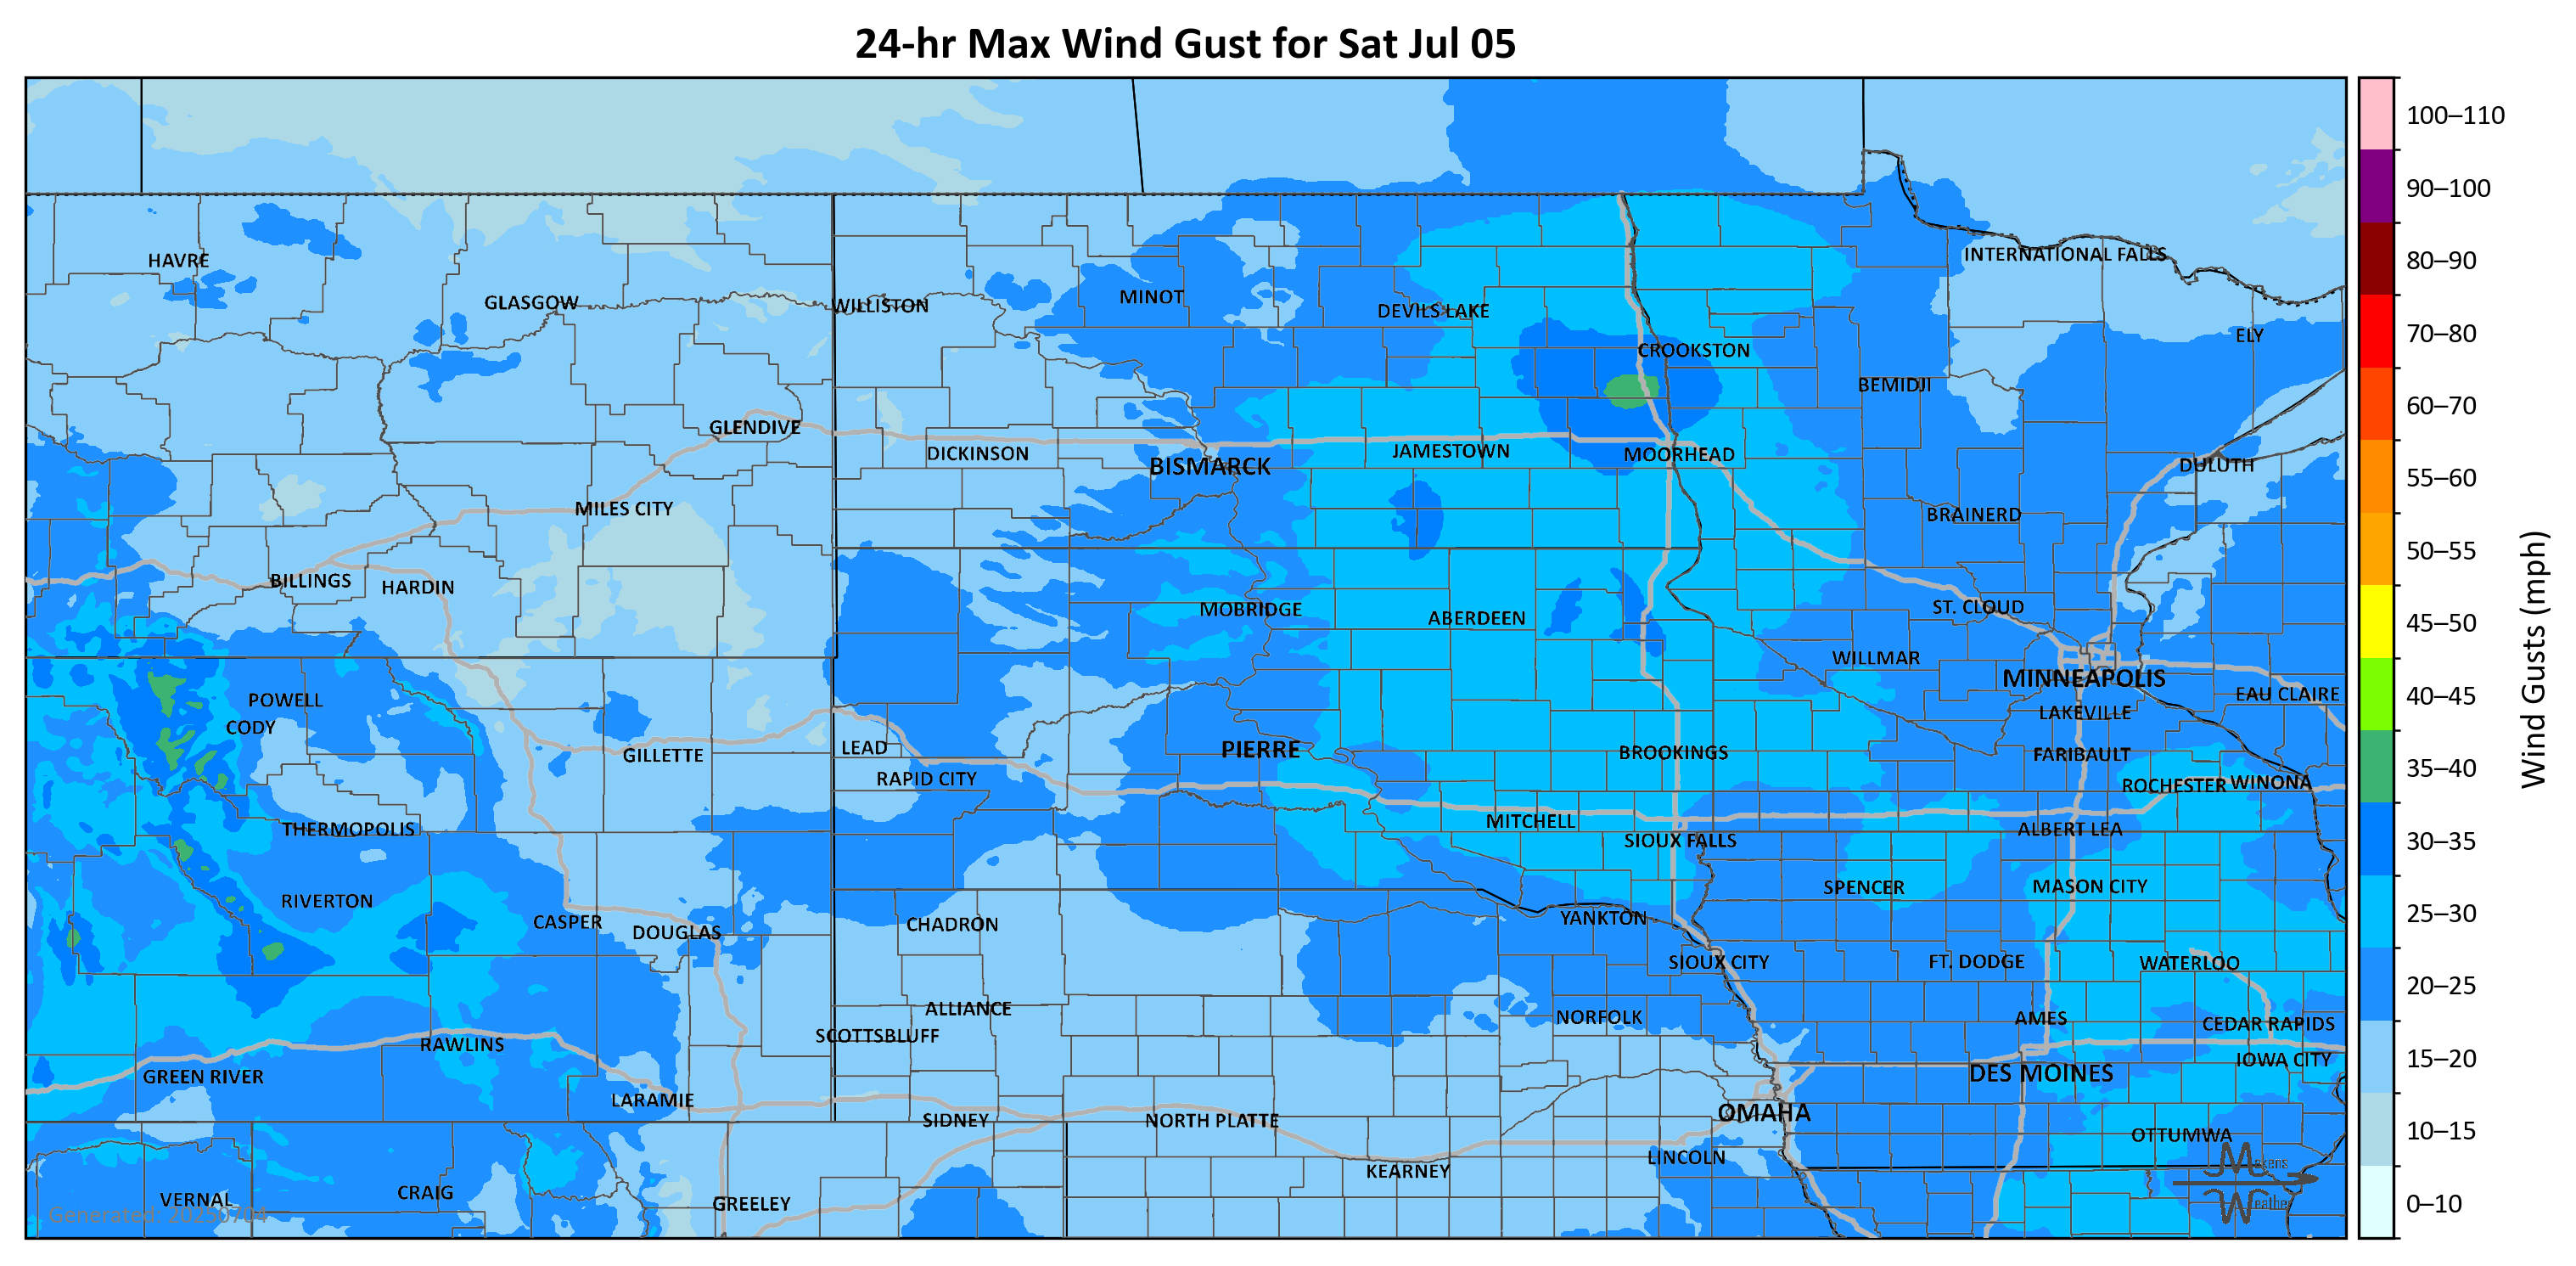 24-hr Max Wind Gust for Sat Jul 05
HAVRE
GLASGOW
WILLISTON
MINOT
DEVILS LAKE
INTERNATIONAL FALLS
ELY
CROOKSTON
BEMIDJI
GLENDIVE
DICKINSON
BISMARCK
JAMESTOWN
MOORHEAD
DULUTH
MILES CITY
BRAINERD
BILLINGS
HARDIN
MOBRIDGE
ABERDEEN
ST. CLOUD
WILLMAR
MINNEAPOLIS
EAU CLAIRE
POWELL
CODY
LAKEVILLE
GILLETTE
LEAD
PIERRE
BROOKINGS
FARIBAULT
RAPID CITY
ROCHESTER
WINONA
THERMOPOLIS
MITCHELL
SIOUX FALLS
ALBERT LEA
RIVERTON
SPENCER
MASON CITY
CASPER
DOUGLAS
CHADRON
YANKTON
SIOUX CITY
FT. DODGE
WATERLOO
ALLIANCE
NORFOLK
AMES
CEDAR RAPIDS
SCOTTSBLUFF
RAWLINS
IOWA CITY
GREEN RIVER
DES MOINES
LARAMIE
SIDNEY
NORTH PLATTE
OMAHA
OTTUMWA
LINCOLN
KEARNEY
VERNAL
CRAIG
GREELEY
Generated: 20250704
Makens
Weather
100–110
90–100
80–90
70–80
60–70
55–60
50–55
45–50
40–45
35–40
30–35
25–30
20–25
15–20
10–15
0–10
Wind Gusts (mph)